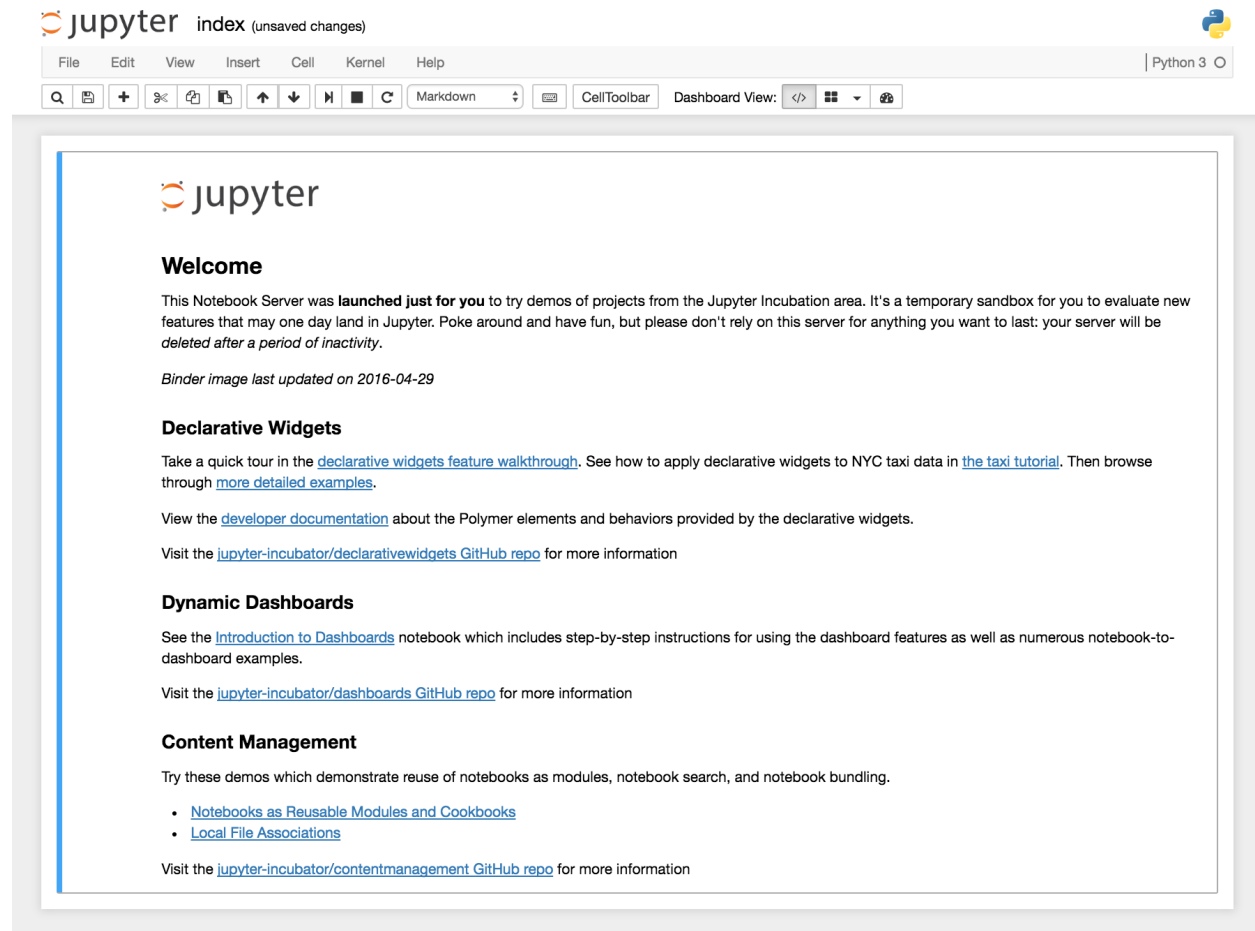 jupyter index (unsaved changes)
File Edit View Insert Cell Kernel Help Python 3
Markdown CellToolbar Dashboard View: </>
jupyter
Welcome
This Notebook Server was launched just for you to try demos of projects from the Jupyter Incubation area. It's a temporary sandbox for you to evaluate new
features that may one day land in Jupyter. Poke around and have fun, but please don't rely on this server for anything you want to last: your server will be
deleted after a period of inactivity.
Binder image last updated on 2016-04-29
Declarative Widgets
Take a quick tour in the declarative widgets feature walkthrough. See how to apply declarative widgets to NYC taxi data in the taxi tutorial. Then browse
through more detailed examples.
View the developer documentation about the Polymer elements and behaviors provided by the declarative widgets.
Visit the jupyter-incubator/declarativewidgets GitHub repo for more information
Dynamic Dashboards
See the Introduction to Dashboards notebook which includes step-by-step instructions for using the dashboard features as well as numerous notebook-to-
dashboard examples.
Visit the jupyter-incubator/dashboards GitHub repo for more information
Content Management
Try these demos which demonstrate reuse of notebooks as modules, notebook search, and notebook bundling.
• Notebooks as Reusable Modules and Cookbooks
• Local File Associations
Visit the jupyter-incubator/contentmanagement GitHub repo for more information